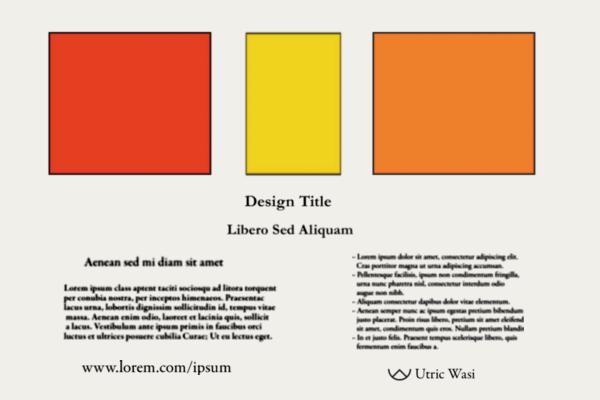 Design Title
Libero Sed Aliquam
Aenean sed mi diam sit amet
Lorem ipsum class aptent taciti sociosqu ad litora torquent
per conubia nostra, per inceptos himenaeos. Praesentac
lacus urna, lobortis dignissim sollicitudin id, tempus vitae
massa. Aenean enim odio, laoreet et lacinia quis, sollicit
a lacus. Vestibulum ante ipsum primis in faucibus orci
luctus et ultrices posuere cubilia Curae; Ut eu lectus eget.
www.lorem.com/ipsum
- Lorem ipsum dolor sit amet, consectetur adipiscing elit.
Cras porttitor magna ut urna adipiscing accumsan.
- Pellentesque facilisis, ipsum non condimentum fringilla,
urna nunc pharetra nisl, cursus interdum odio
augue non nibh.
- Aliquam consectetur dapibus dolor vitae elementum.
- Aenean semper nunc ac ipsum egestas pretium bibendum
justo placerat. Proin risus libero, pretium sit amet eleifend
sit amet, condimentum quis eros. Nullam pretium blandit
- In et justo felis. Praesent tempus scelerisque libero, quis
fermentum enim faucibus a.
Utric Wasi